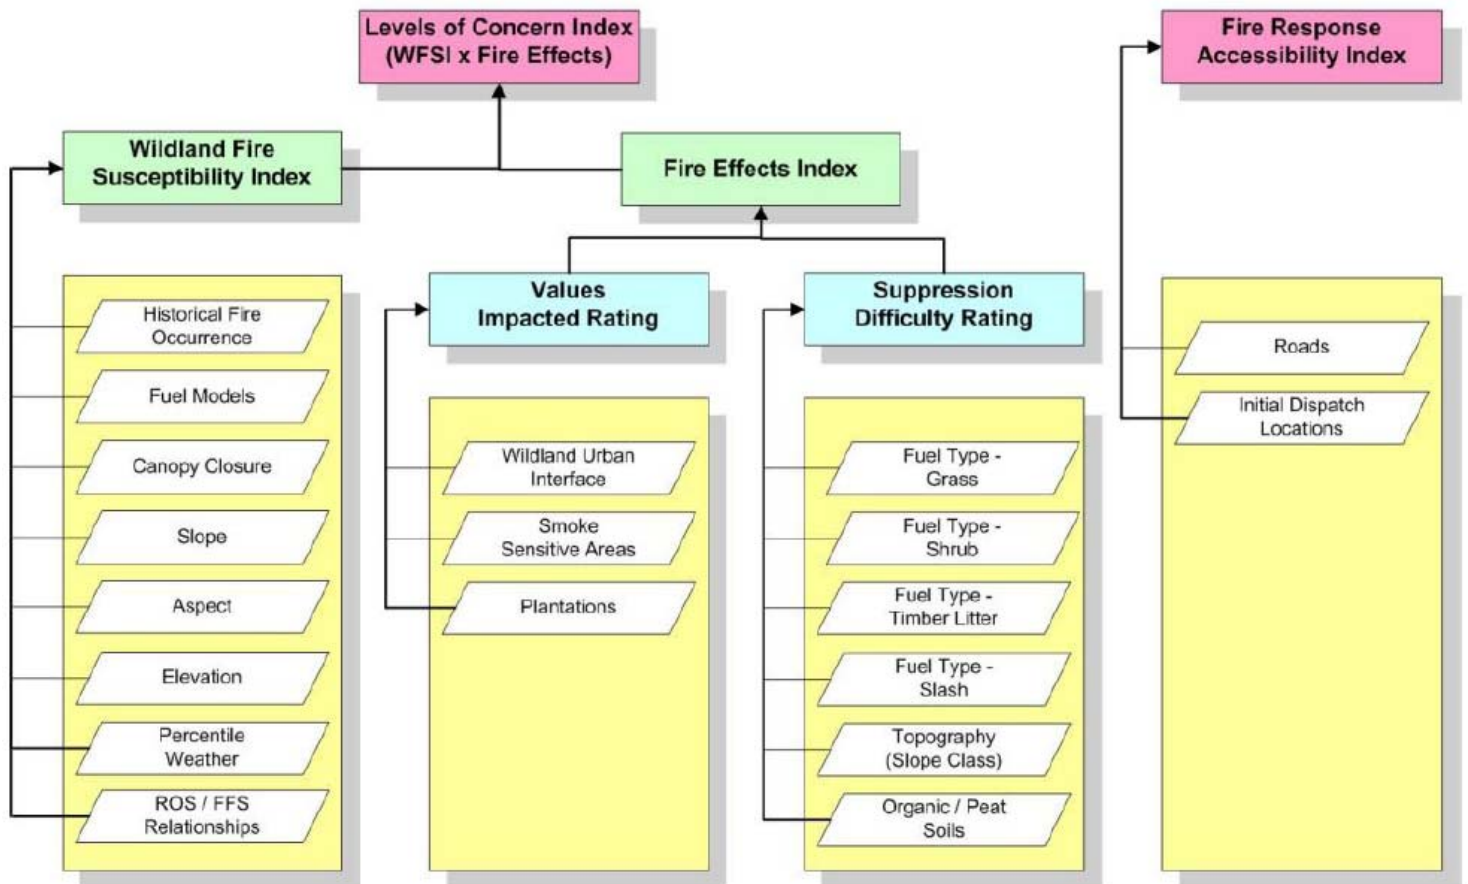 Levels of Concern Index
(WFSI x Fire Effects)
Fire Response
Accessibility Index
Wildland Fire
Susceptibility Index
Fire Effects Index
Values
Impacted Rating
Suppression
Difficulty Rating
Historical Fire
Occurrence
Fuel Models
Canopy Closure
Slope
Aspect
Elevation
Percentile
Weather
ROS / FFS
Relationships
Wildland Urban
Interface
Smoke
Sensitive Areas
Plantations
Fuel Type -
Grass
Fuel Type -
Shrub
Fuel Type -
Timber Litter
Fuel Type -
Slash
Topography
(Slope Class)
Organic / Peat
Soils
Roads
Initial Dispatch
Locations